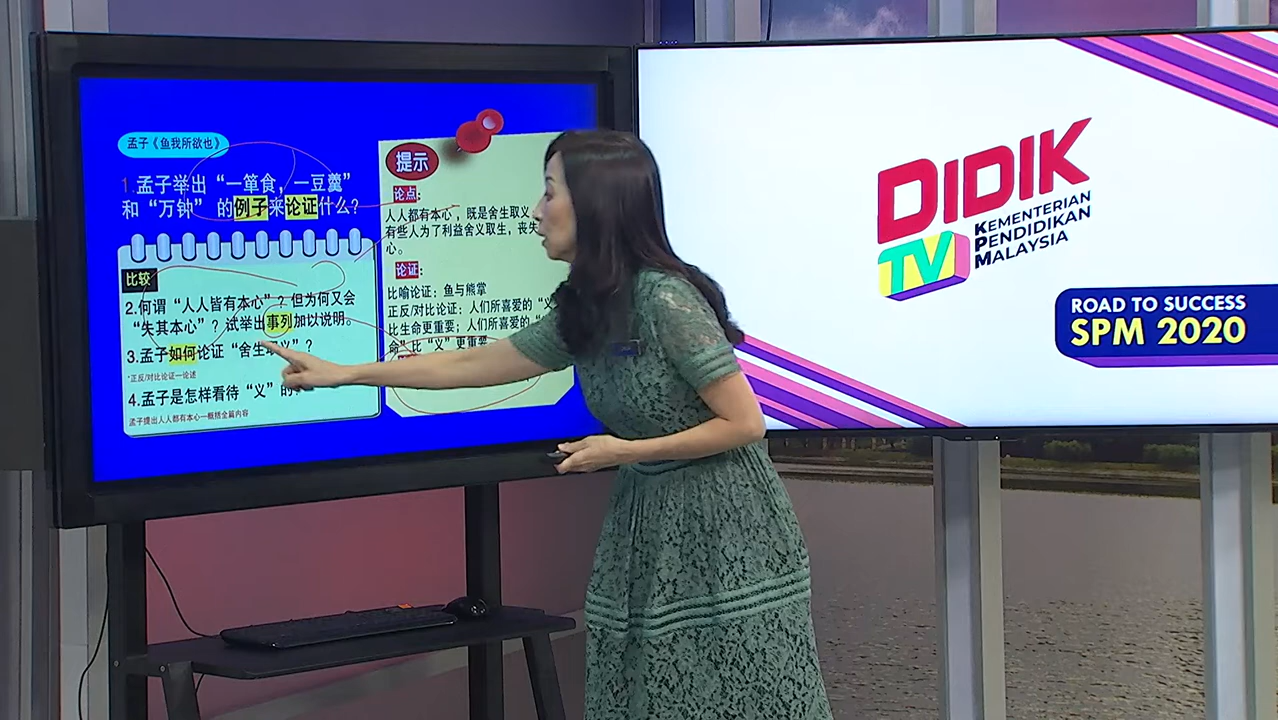 孟子《鱼我所欲也》
1.孟子举出“一箪食，一豆羹”
和“万钟”的例子来论证什么？
比较
2.何谓“人人皆有本心”？但为何又会
“失其本心”？试举出事列加以说明。
3.孟子如何论证“舍生取义”？
*正反/对比论证一论述
4.孟子是怎样看待“义”的
孟子提出人人都有本心一概括全篇内容
提示
论点:
人人都有本心，既是舍生取义
有些人为了利益舍义取生，丧失
心。
论证:
比喻论证：鱼与熊掌
正反/对比论证：人们所喜爱的“义
比生命更重要；人们所喜爱的“
命”比“义”更重要
DIDIK
TV
KEMENTERIAN
PENDIDIKAN
MALAYSIA
ROAD TO SUCCESS
SPM 2020